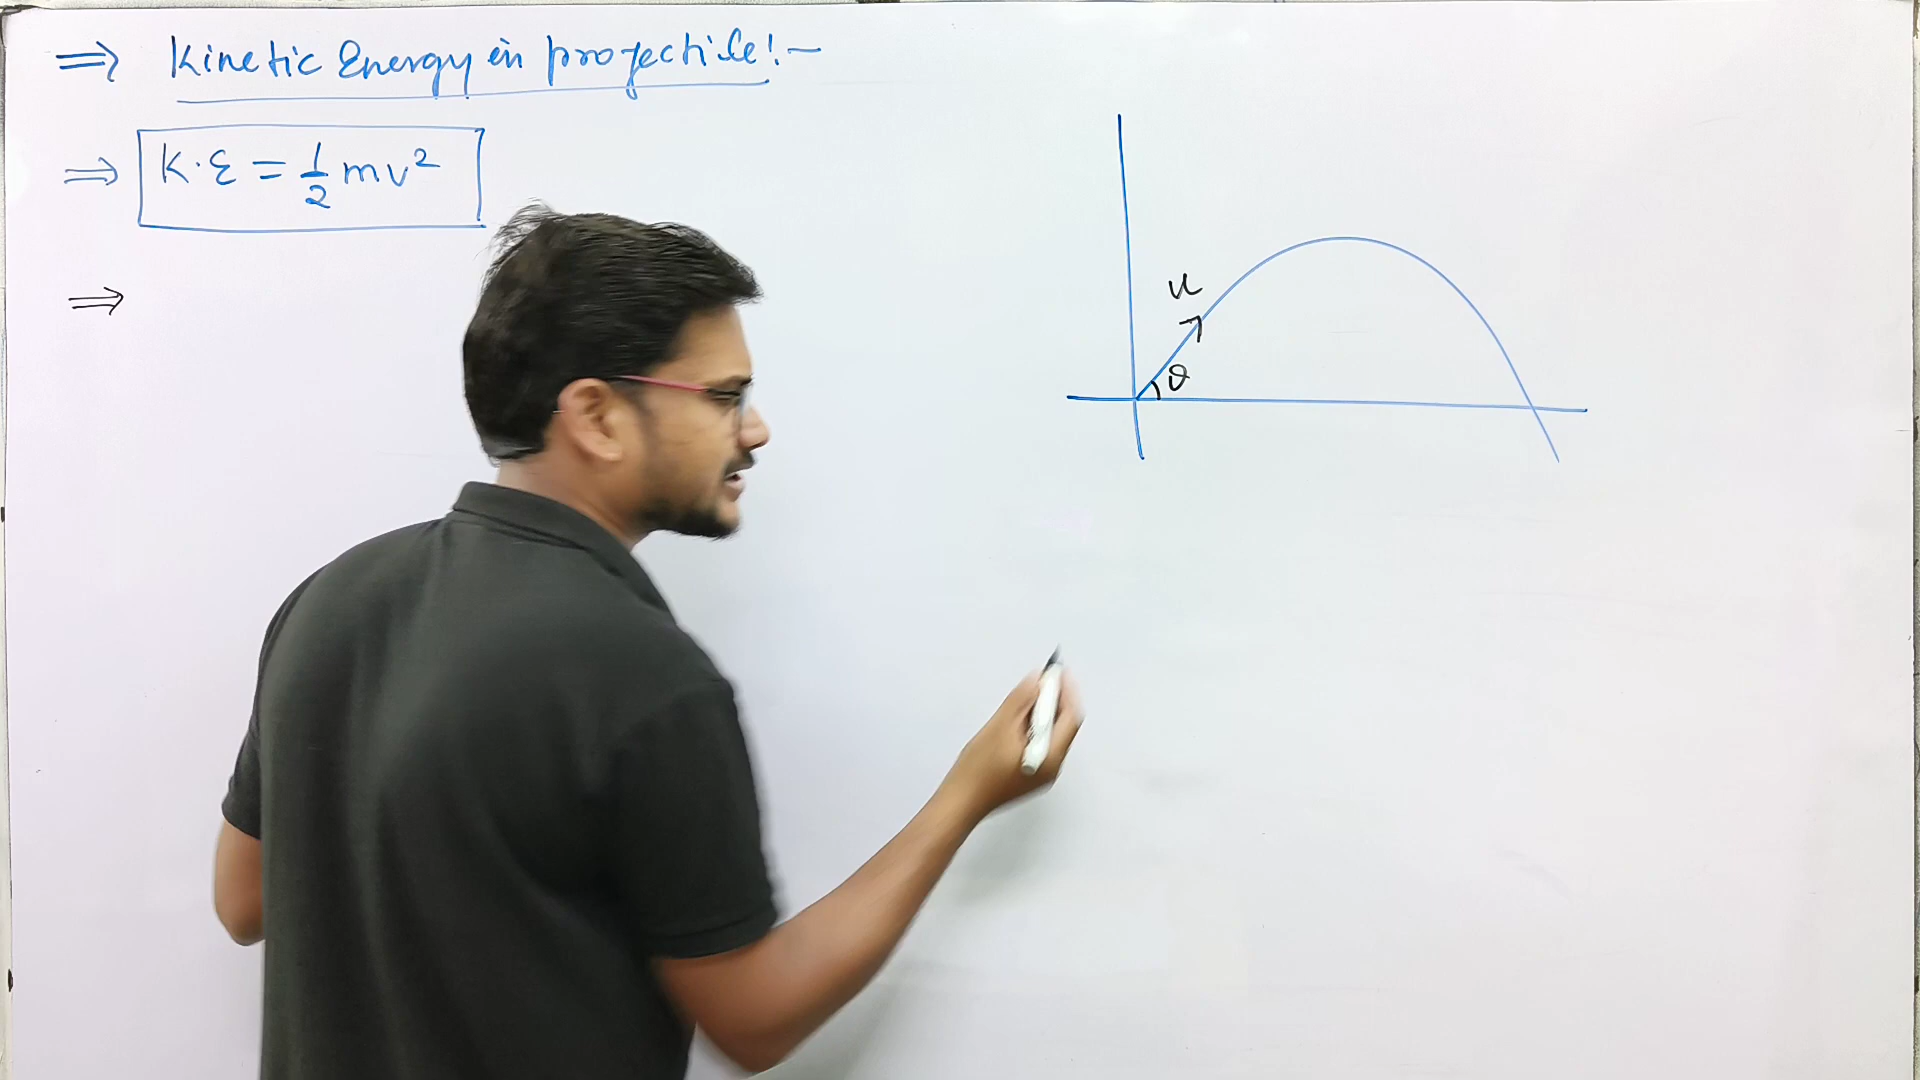 ⇒ Kinetic Energy in projectile:-
⇒ K.E = 1/2 mv²
⇒
u
θ